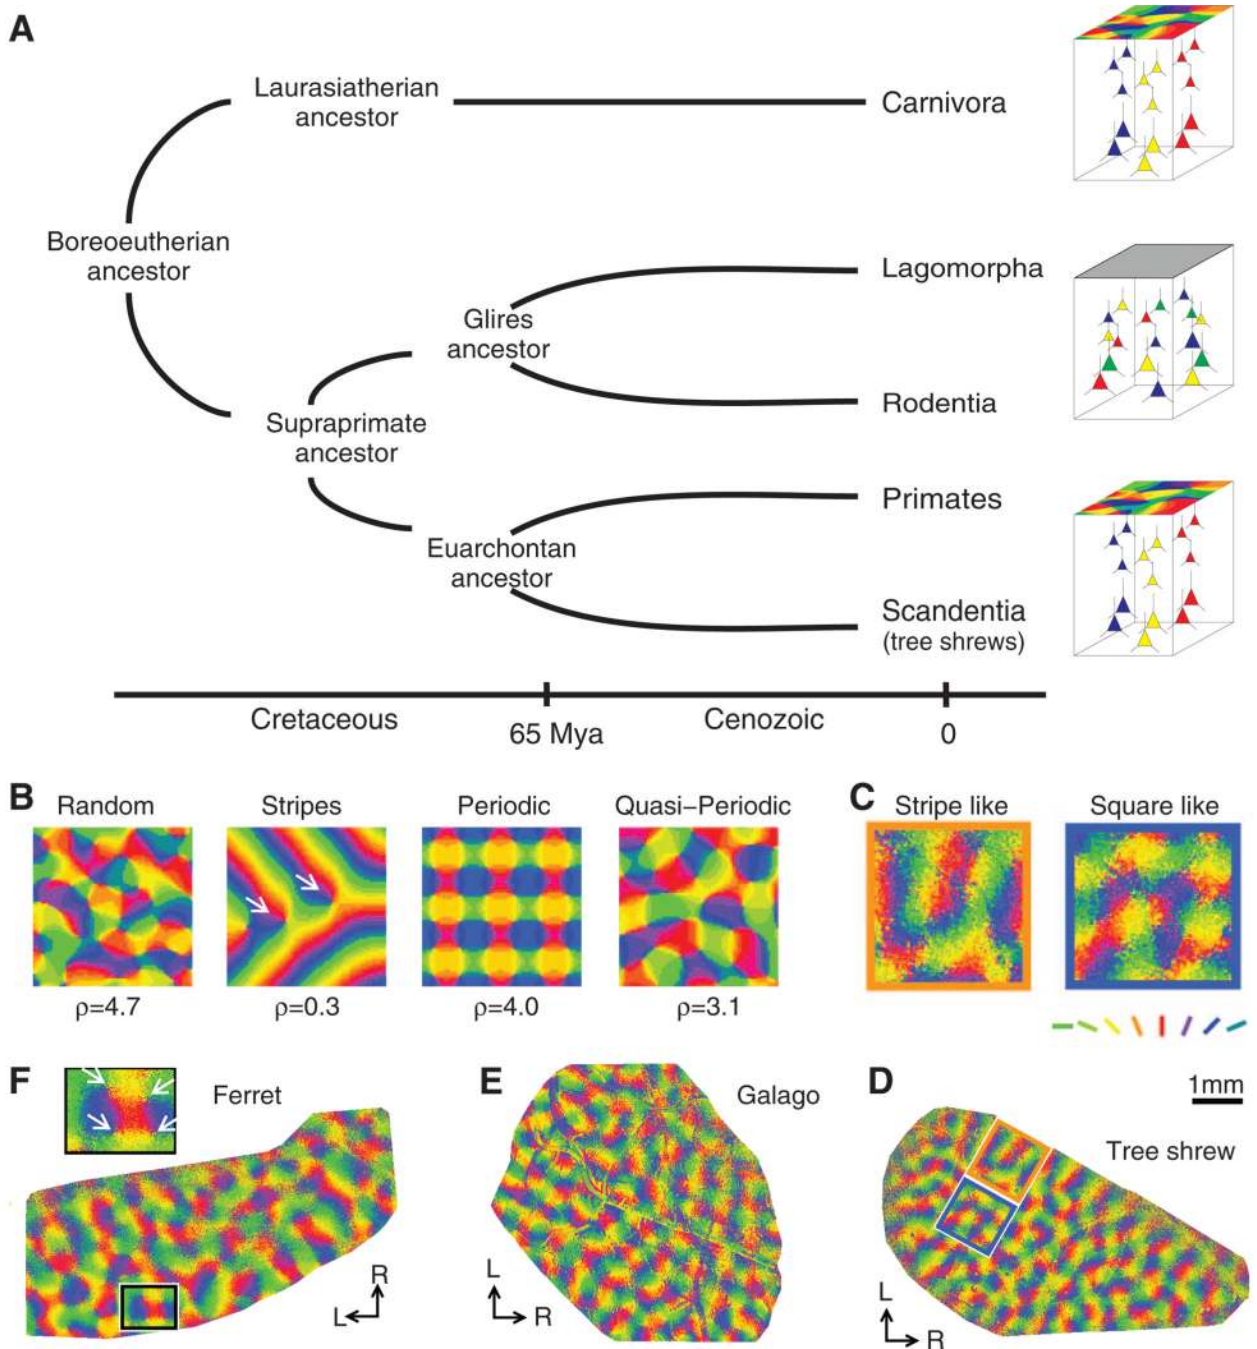 A
Laurasiatherian
ancestor
Carnivora
Boreoeutherian
ancestor
Lagomorpha
Glires
ancestor
Rodentia
Supraprimate
ancestor
Primates
Euarchontan
ancestor
Scandentia
(tree shrews)
Cretaceous
65 Mya
Cenozoic
0
B
Random
Stripes
Periodic
Quasi−Periodic
ρ=4.7
ρ=0.3
ρ=4.0
ρ=3.1
C
Stripe like
Square like
F
Ferret
R
L
E
Galago
L
R
D
1mm
Tree shrew
L
R